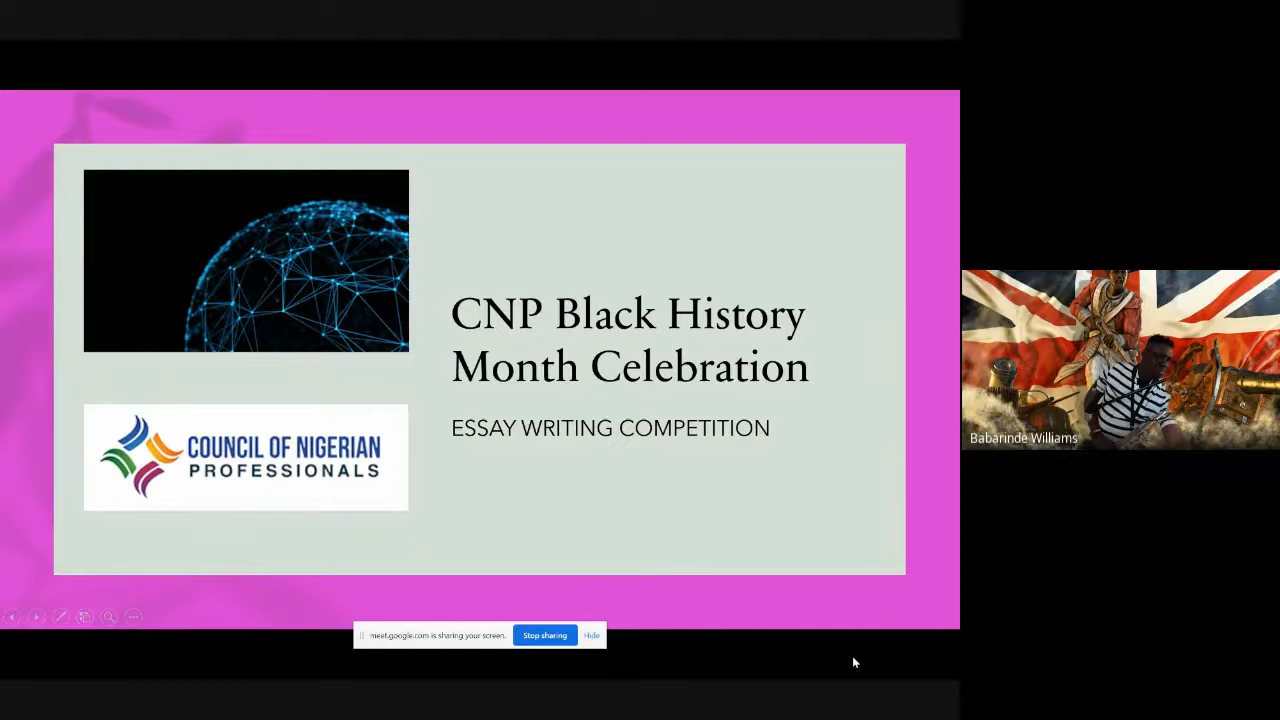 CNP Black History
Month Celebration
ESSAY WRITING COMPETITION
COUNCIL OF NIGERIAN
PROFESSIONALS
Babarinde Williams
meet.google.com is sharing your screen.
Stop sharing
Hide